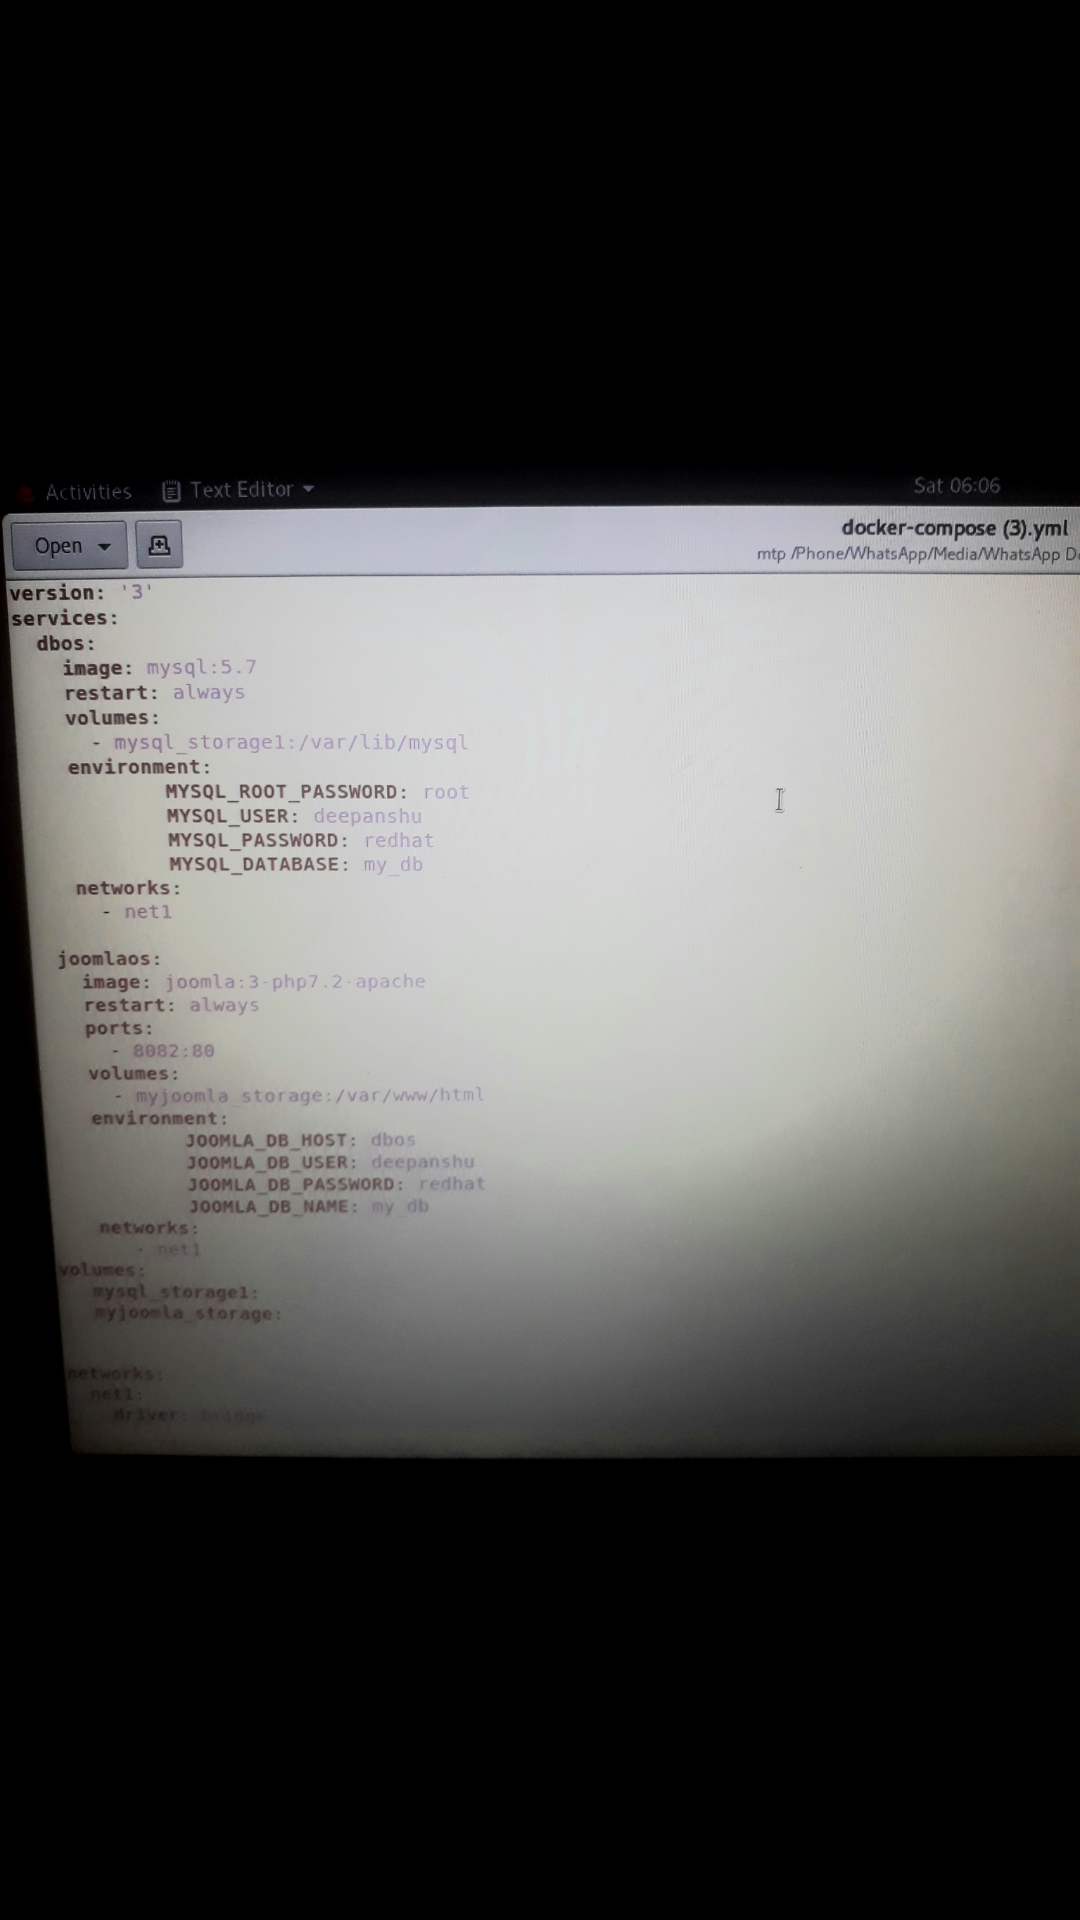 Activities Text Editor Sat 06:06
Open docker-compose (3).yml
mtp /Phone/WhatsApp/Media/WhatsApp
version: '3'
services:
dbos:
image: mysql:5.7
restart: always
volumes:
- mysql_storage1:/var/lib/mysql
environment:
MYSQL_ROOT_PASSWORD: root
MYSQL_USER: deepanshu
MYSQL_PASSWORD: redhat
MYSQL_DATABASE: my_db
networks:
- net1
joomlaos:
image: joomla:3-php7.2-apache
restart: always
ports:
- 8082:80
volumes:
- myjoomla_storage:/var/www/html
environment:
JOOMLA_DB_HOST: dbos
JOOMLA_DB_USER: deepanshu
JOOMLA_DB_PASSWORD: redhat
JOOMLA_DB_NAME: my_db
networks:
- net1
volumes:
mysql_storage1:
myjoomla_storage:
networks:
net1:
driver: bridge